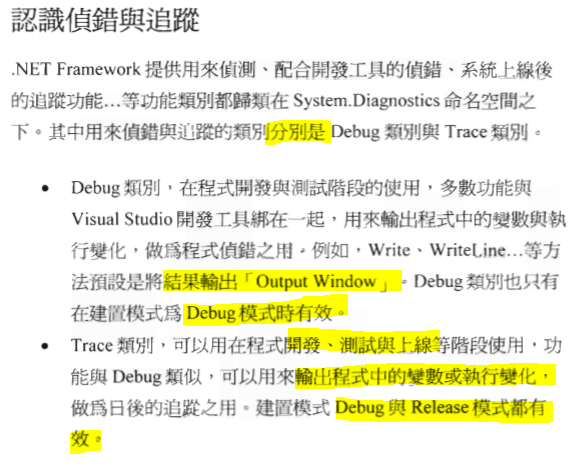 認識偵錯與追蹤
.NET Framework 提供用來偵測、配合開發工具的偵錯、系統上線後
的追蹤功能…等功能類別都歸類在 System.Diagnostics 命名空間之
下。其中用來偵錯與追蹤的類別分別是 Debug 類別與 Trace 類別。
• Debug 類別，在程式開發與測試階段的使用，多數功能與
Visual Studio 開發工具綁在一起，用來輸出程式中的變數與執
行變化，做爲程式偵錯之用。例如，Write、WriteLine…等方
法預設是將結果輸出「Output Window」。Debug 類別也只有
在建置模式爲 Debug 模式時有效。
• Trace 類別，可以用在程式開發、測試與上線等階段使用，功
能與 Debug 類似，可以用來輸出程式中的變數或執行變化，
做爲日後的追蹤之用。建置模式 Debug 與 Release 模式都有
效。